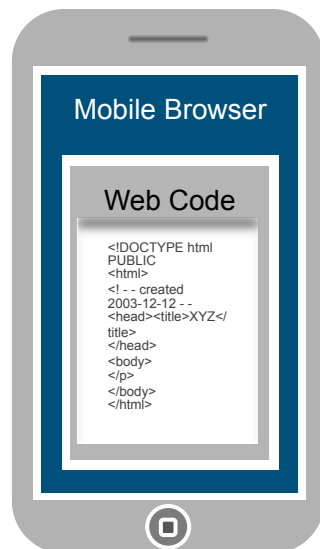 Mobile Browser
Web Code
<!DOCTYPE html
PUBLIC
<html>
<! - - created
2003-12-12 - -
<head><title>XYZ</
title>
</head>
<body>
</p>
</body>
</html>